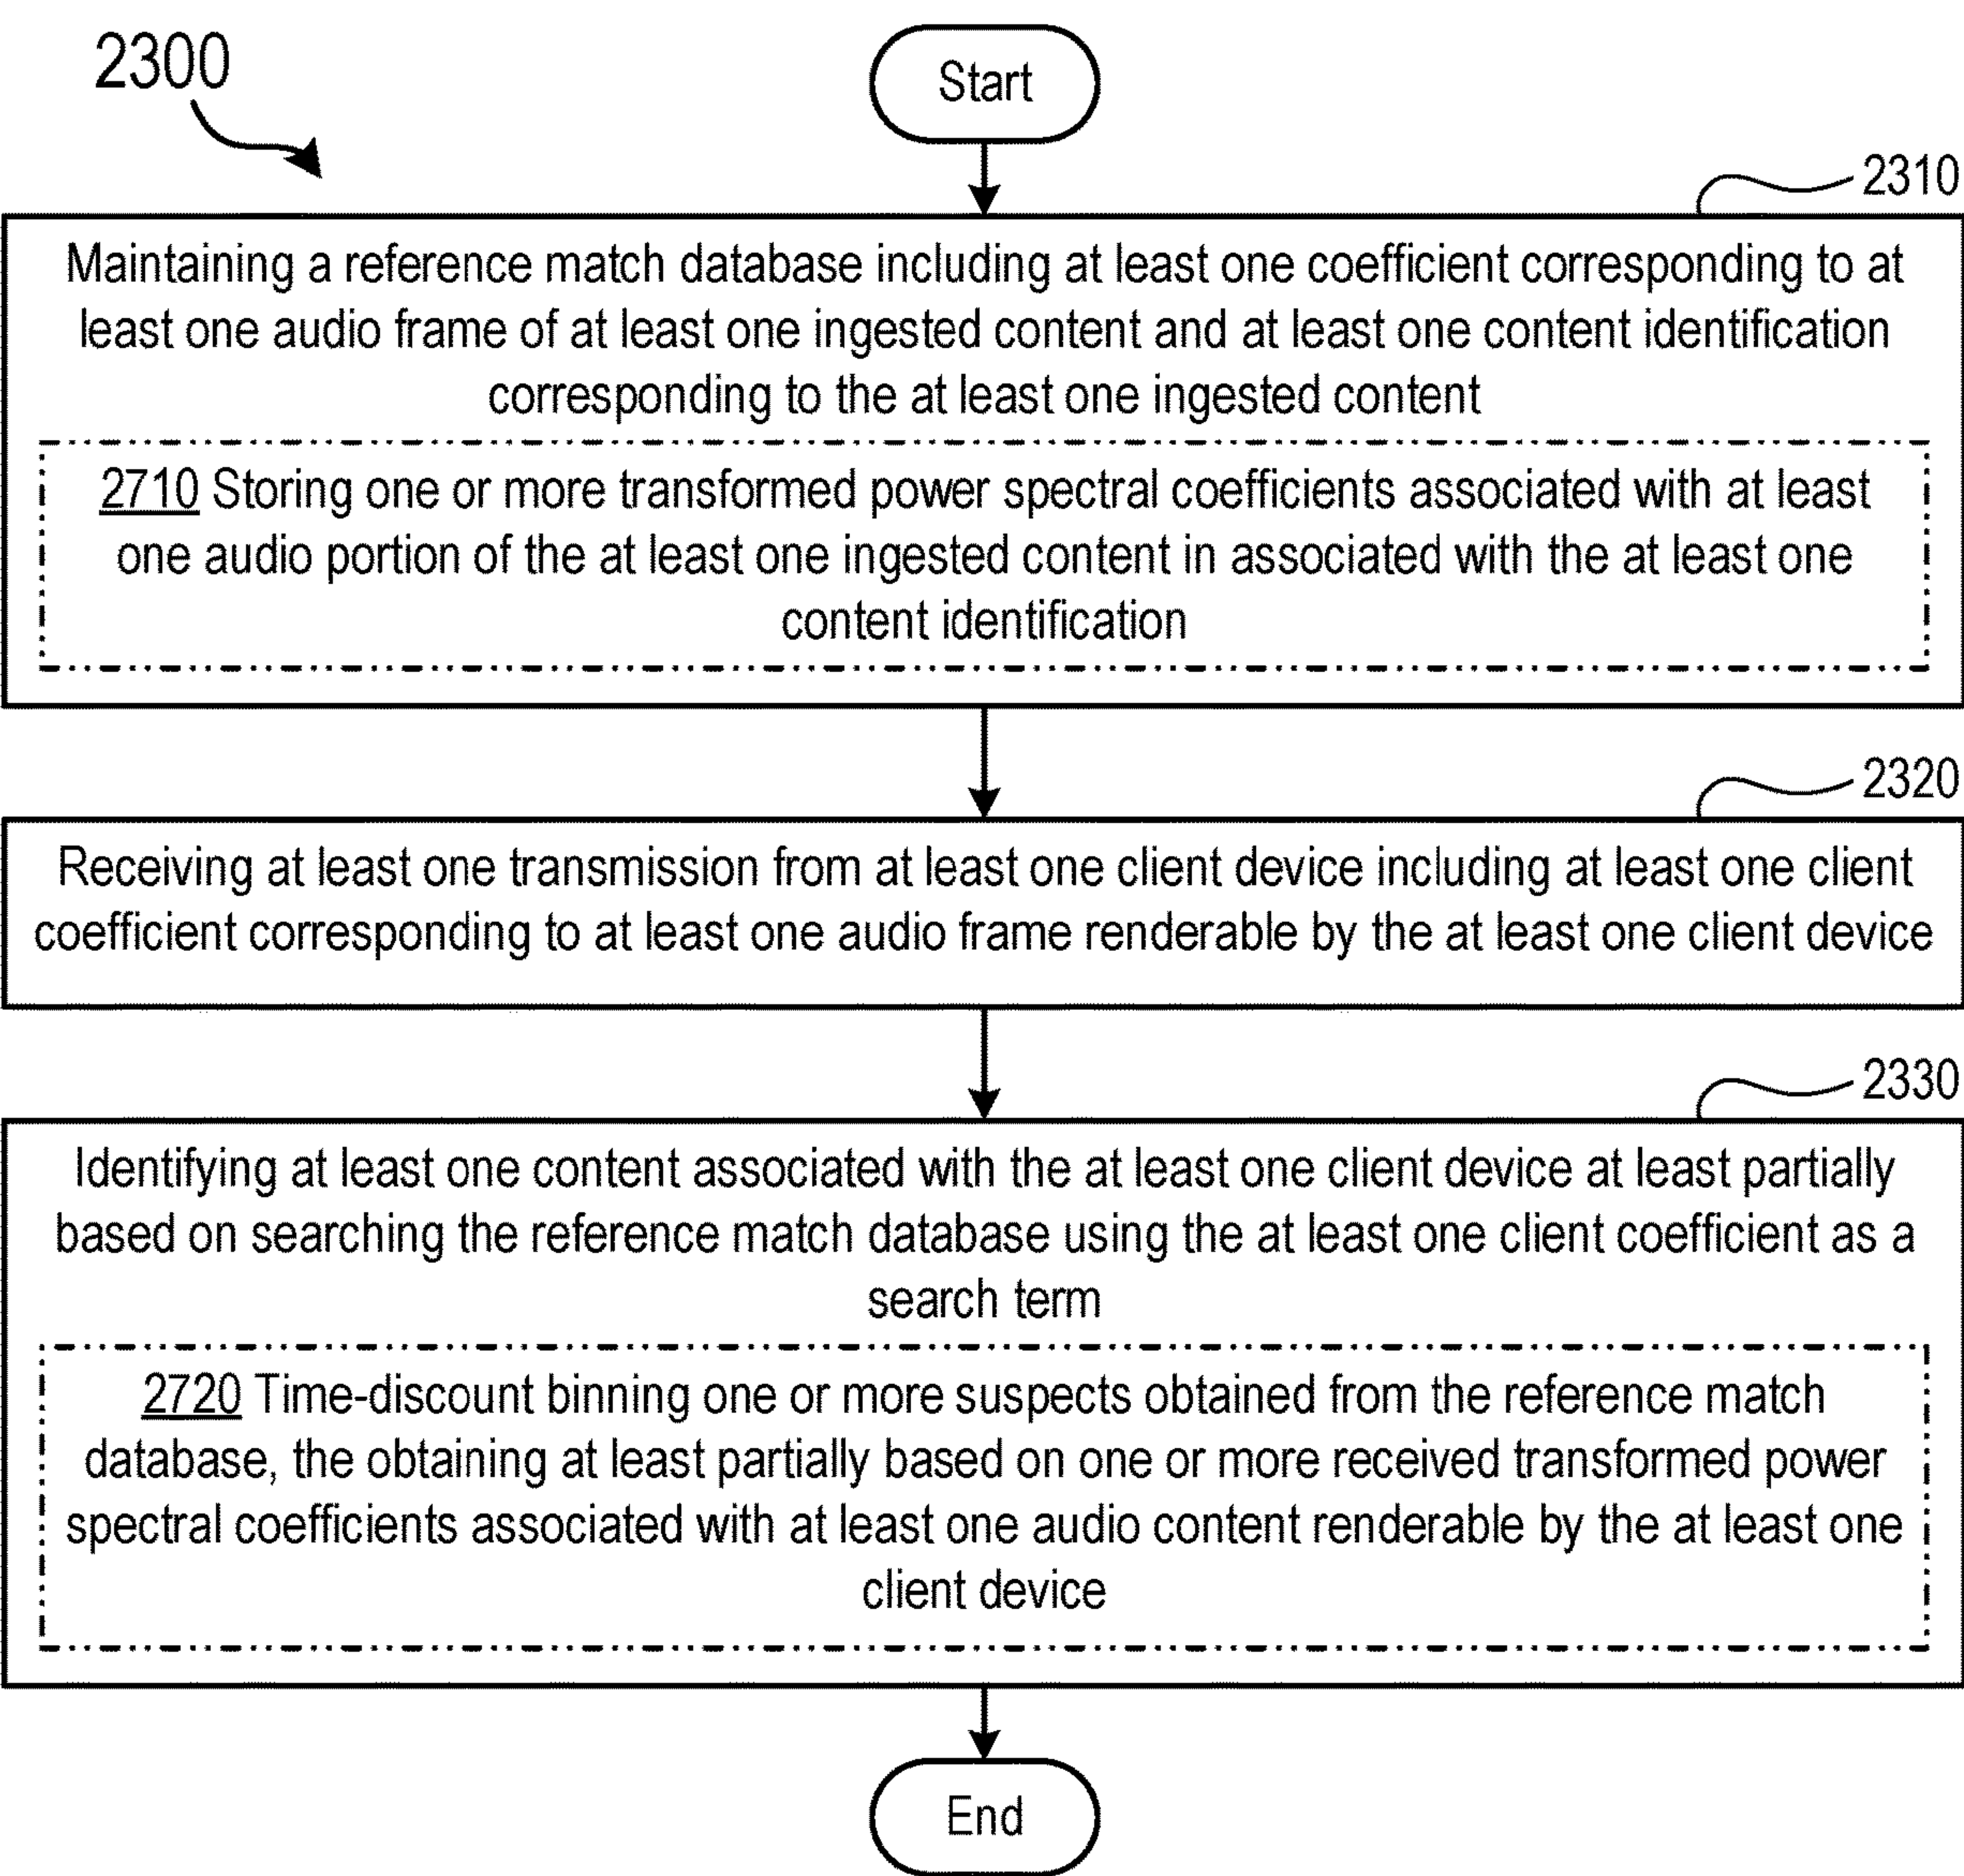 2300
Start
2310
Maintaining a reference match database including at least one coefficient corresponding to at
least one audio frame of at least one ingested content and at least one content identification
corresponding to the at least one ingested content
2710 Storing one or more transformed power spectral coefficients associated with at least
one audio portion of the at least one ingested content in associated with the at least one
content identification
2320
Receiving at least one transmission from at least one client device including at least one client
coefficient corresponding to at least one audio frame renderable by the at least one client device
2330
Identifying at least one content associated with the at least one client device at least partially
based on searching the reference match database using the at least one client coefficient as a
search term
2720 Time-discount binning one or more suspects obtained from the reference match
database, the obtaining at least partially based on one or more received transformed power
spectral coefficients associated with at least one audio content renderable by the at least one
client device
End